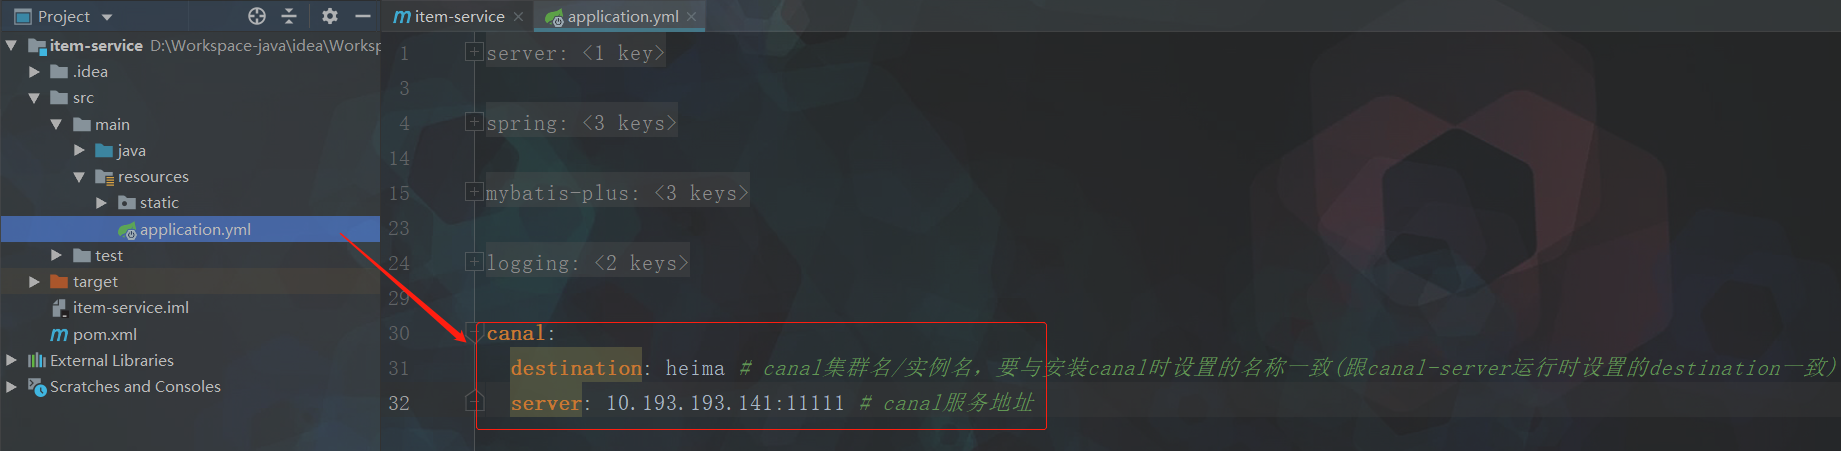 Project
item-service D:\Workspace-java\idea\Worksp
.idea
src
main
java
resources
static
application.yml
test
target
item-service.iml
pom.xml
External Libraries
Scratches and Consoles
item-service
application.yml
1 server: <1 key>
3
4 spring: <3 keys>
14
15 mybatis-plus: <3 keys>
23
24 logging: <2 keys>
29
30 canal:
31 destination: heima # canal集群名/实例名，要与安装canal时设置的名称一致(跟canal-server运行时设置的destination一致)
32 server: 10.193.193.141:11111 # canal服务地址